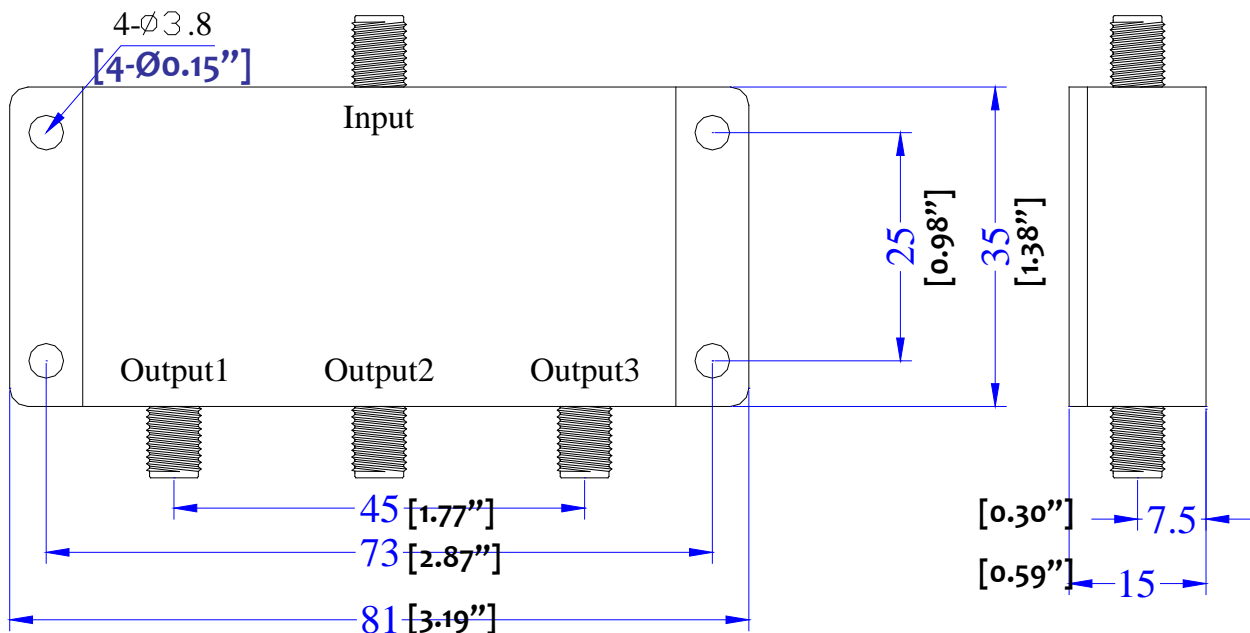 4-Ø3.8
[4-Ø0.15”]
Input
25
[0.98”]
35
[1.38”]
Output1 Output2 Output3
45 [1.77”]
73 [2.87”]
81 [3.19”]
[0.30”] 7.5
[0.59”] 15